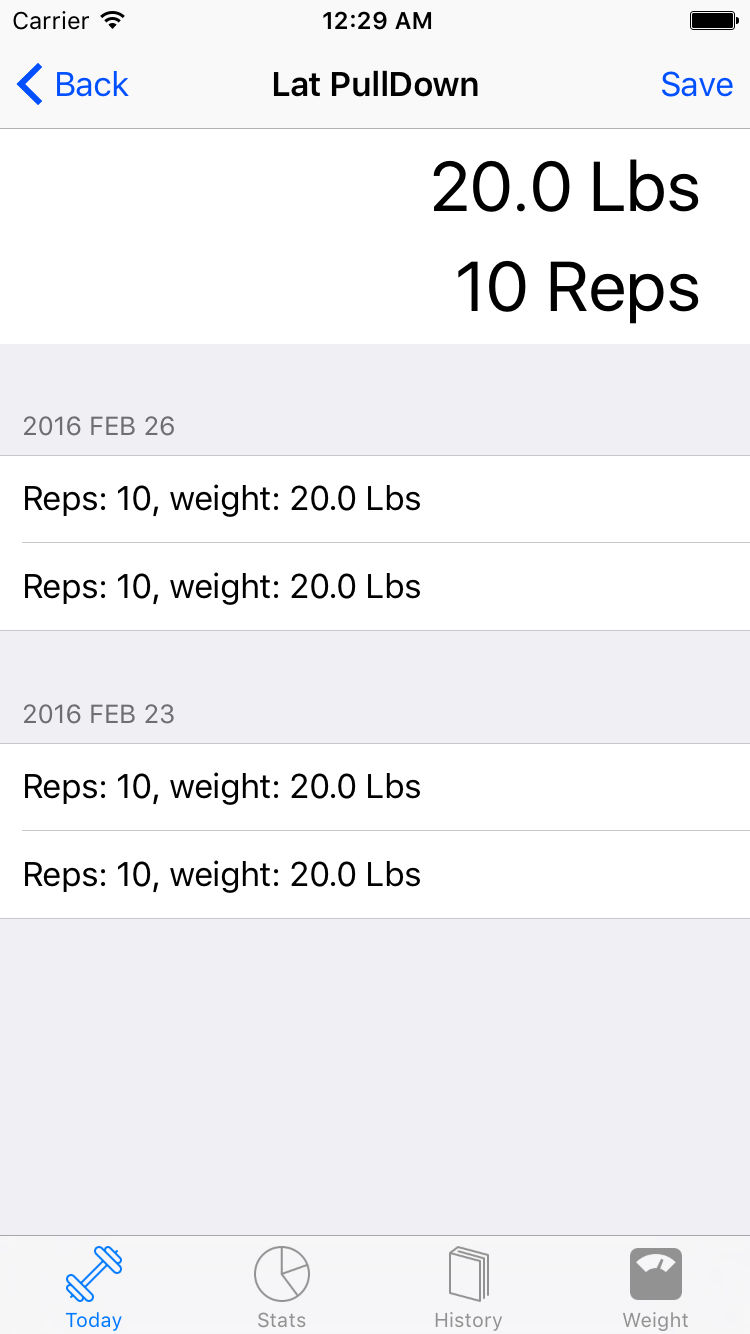 Carrier 12:29 AM
Back Lat PullDown Save
20.0 Lbs
10 Reps
2016 FEB 26
Reps: 10, weight: 20.0 Lbs
Reps: 10, weight: 20.0 Lbs
2016 FEB 23
Reps: 10, weight: 20.0 Lbs
Reps: 10, weight: 20.0 Lbs
Today Stats History Weight